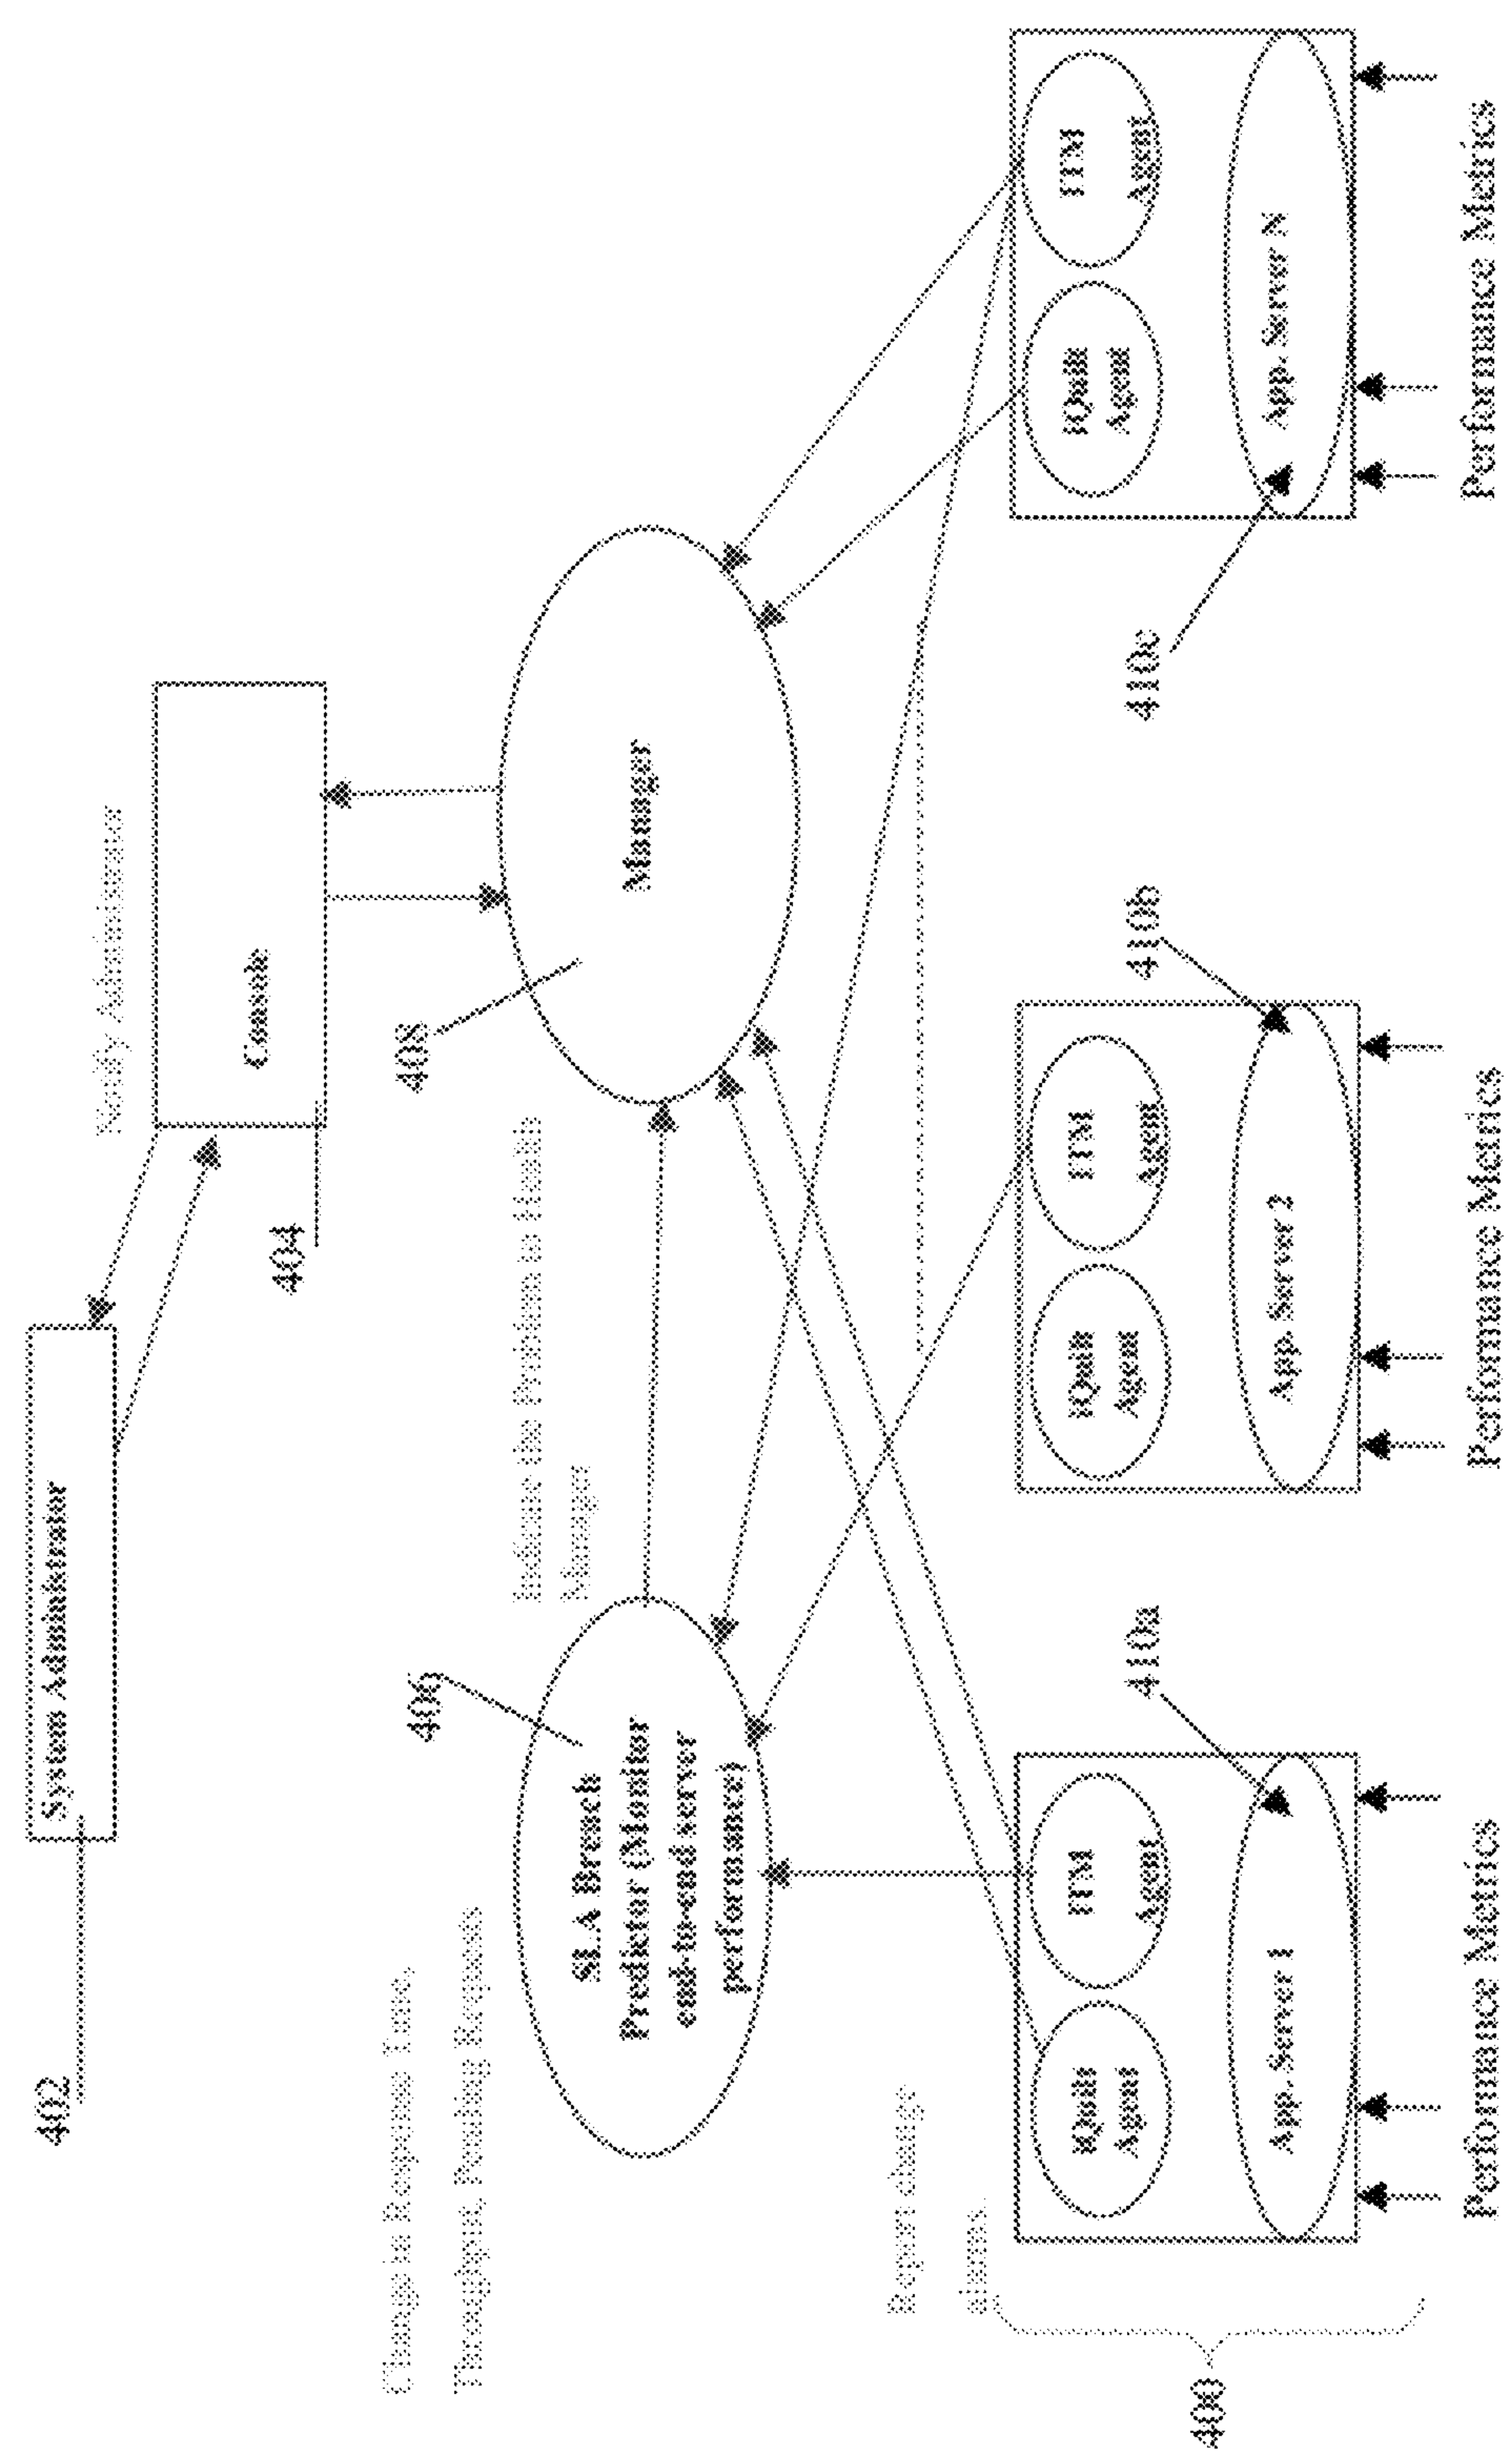 402
System Administrator
Notify Administrator
Console
404
Change in Response Time,
Throughput, Pending Requests
406
SLA Breach
Predictor (Monitor
end-to-end server
performance)
Indicate the Problem to Health
Manager
408
Manager
Report change
alarms.
400
410a
410b
410c
IQuilt
Agent
ITM
Agent
App. Server 1
IQuilt
Agent
ITM
Agent
App. Server 2
IQuilt
Agent
ITM
Agent
App. Server N
Performance Metrics
Performance Metrics
Performance Metrics